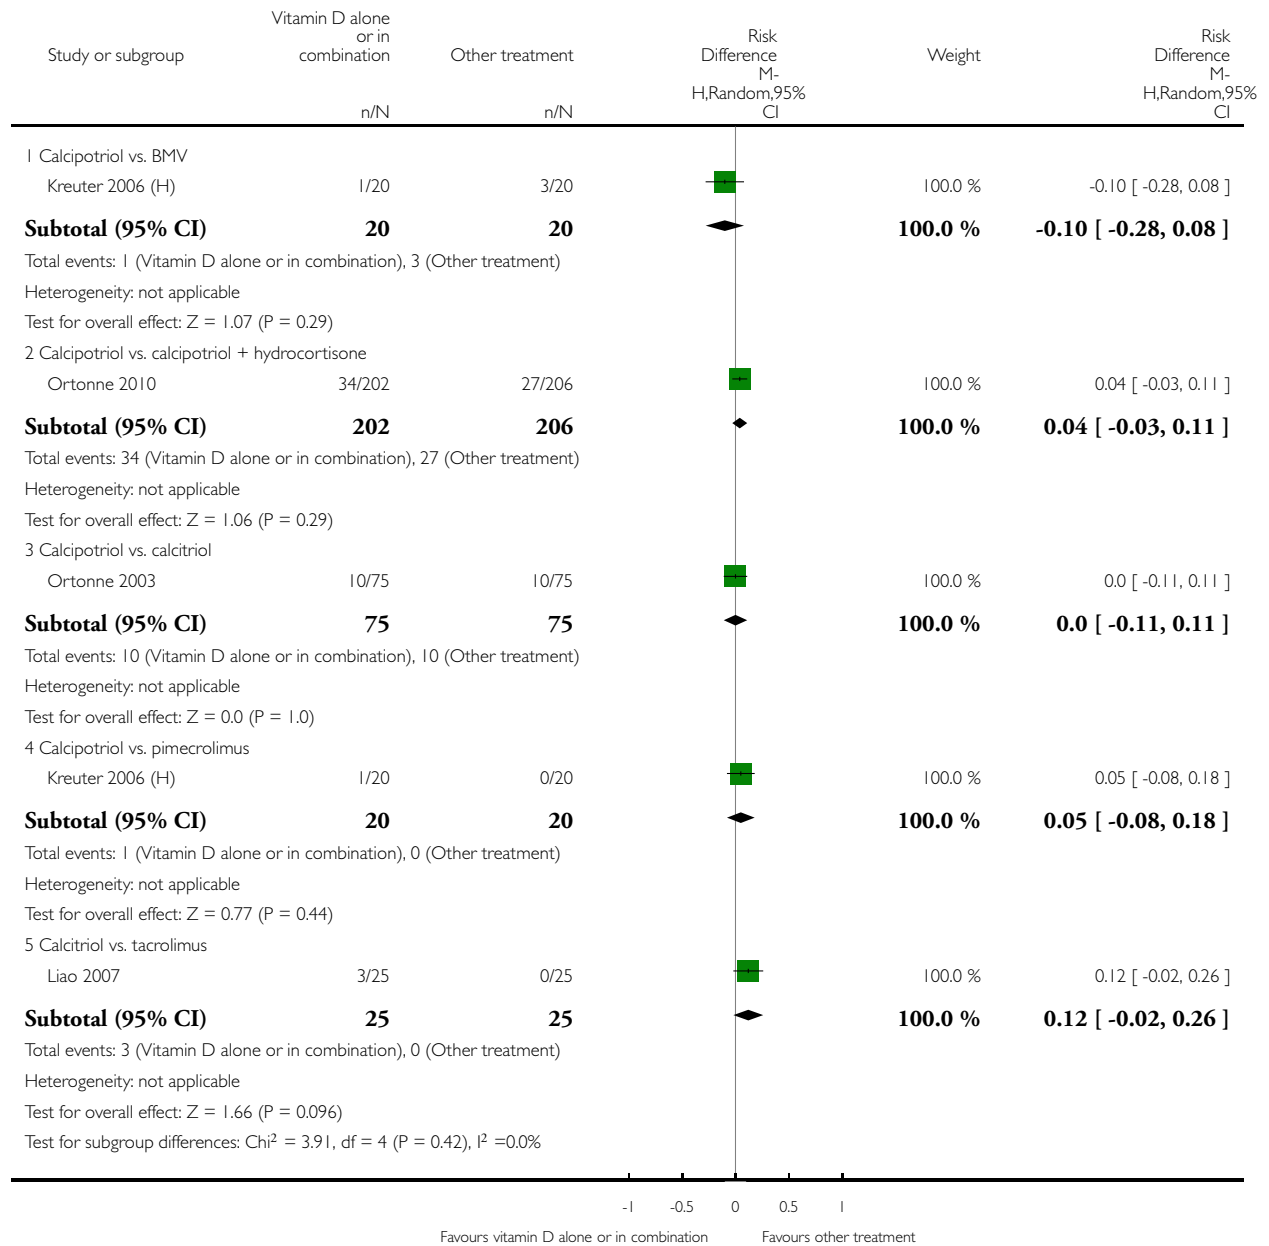 Vitamin D alone
or in
combination
Study or subgroup
Other treatment
Risk
Difference
M-
H,Random,95%
CI
Weight
Risk
Difference
M-
H,Random,95%
CI
n/N n/N
1 Calcipotriol vs. BMV
Kreuter 2006 (H) 1/20 3/20 100.0 % -0.10 [ -0.28, 0.08 ]
Subtotal (95% CI) 20 20 100.0 % -0.10 [ -0.28, 0.08 ]
Total events: 1 (Vitamin D alone or in combination), 3 (Other treatment)
Heterogeneity: not applicable
Test for overall effect: Z = 1.07 (P = 0.29)
2 Calcipotriol vs. calcipotriol + hydrocortisone
Ortonne 2010 34/202 27/206 100.0 % 0.04 [ -0.03, 0.11 ]
Subtotal (95% CI) 202 206 100.0 % 0.04 [ -0.03, 0.11 ]
Total events: 34 (Vitamin D alone or in combination), 27 (Other treatment)
Heterogeneity: not applicable
Test for overall effect: Z = 1.06 (P = 0.29)
3 Calcipotriol vs. calcitriol
Ortonne 2003 10/75 10/75 100.0 % 0.0 [ -0.11, 0.11 ]
Subtotal (95% CI) 75 75 100.0 % 0.0 [ -0.11, 0.11 ]
Total events: 10 (Vitamin D alone or in combination), 10 (Other treatment)
Heterogeneity: not applicable
Test for overall effect: Z = 0.0 (P = 1.0)
4 Calcipotriol vs. pimecrolimus
Kreuter 2006 (H) 1/20 0/20 100.0 % 0.05 [ -0.08, 0.18 ]
Subtotal (95% CI) 20 20 100.0 % 0.05 [ -0.08, 0.18 ]
Total events: 1 (Vitamin D alone or in combination), 0 (Other treatment)
Heterogeneity: not applicable
Test for overall effect: Z = 0.77 (P = 0.44)
5 Calcitriol vs. tacrolimus
Liao 2007 3/25 0/25 100.0 % 0.12 [ -0.02, 0.26 ]
Subtotal (95% CI) 25 25 100.0 % 0.12 [ -0.02, 0.26 ]
Total events: 3 (Vitamin D alone or in combination), 0 (Other treatment)
Heterogeneity: not applicable
Test for overall effect: Z = 1.66 (P = 0.096)
Test for subgroup differences: Chi² = 3.91, df = 4 (P = 0.42), I² =0.0%
-1 -0.5 0 0.5 1
Favours vitamin D alone or in combination Favours other treatment